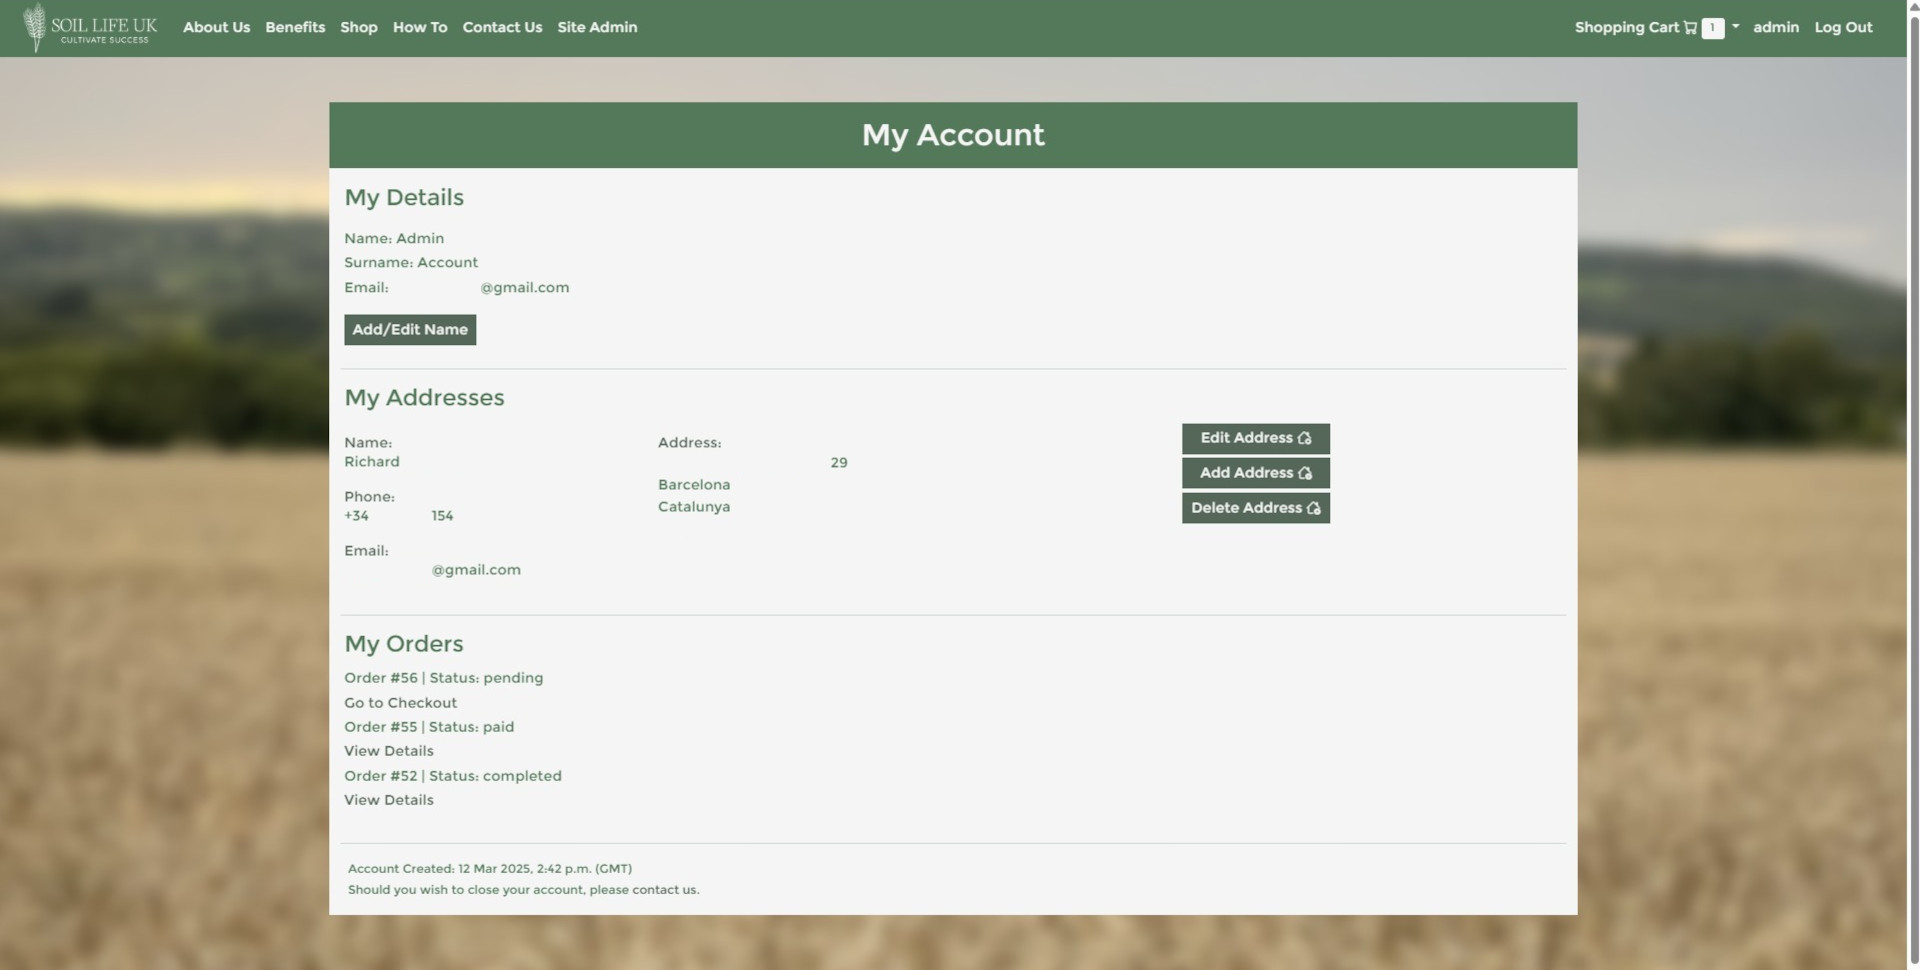 SOIL LIFE UK
CULTIVATE SUCCESS
About Us Benefits Shop How To Contact Us Site Admin
Shopping Cart 1 admin Log Out
My Account
My Details
Name: Admin
Surname: Account
Email: @gmail.com
Add/Edit Name
My Addresses
Name:
Richard
Phone:
+34 154
Email:
@gmail.com
Address:
29
Barcelona
Catalunya
Edit Address
Add Address
Delete Address
My Orders
Order #56 | Status: pending
Go to Checkout
Order #55 | Status: paid
View Details
Order #52 | Status: completed
View Details
Account Created: 12 Mar 2025, 2:42 p.m. (GMT)
Should you wish to close your account, please contact us.